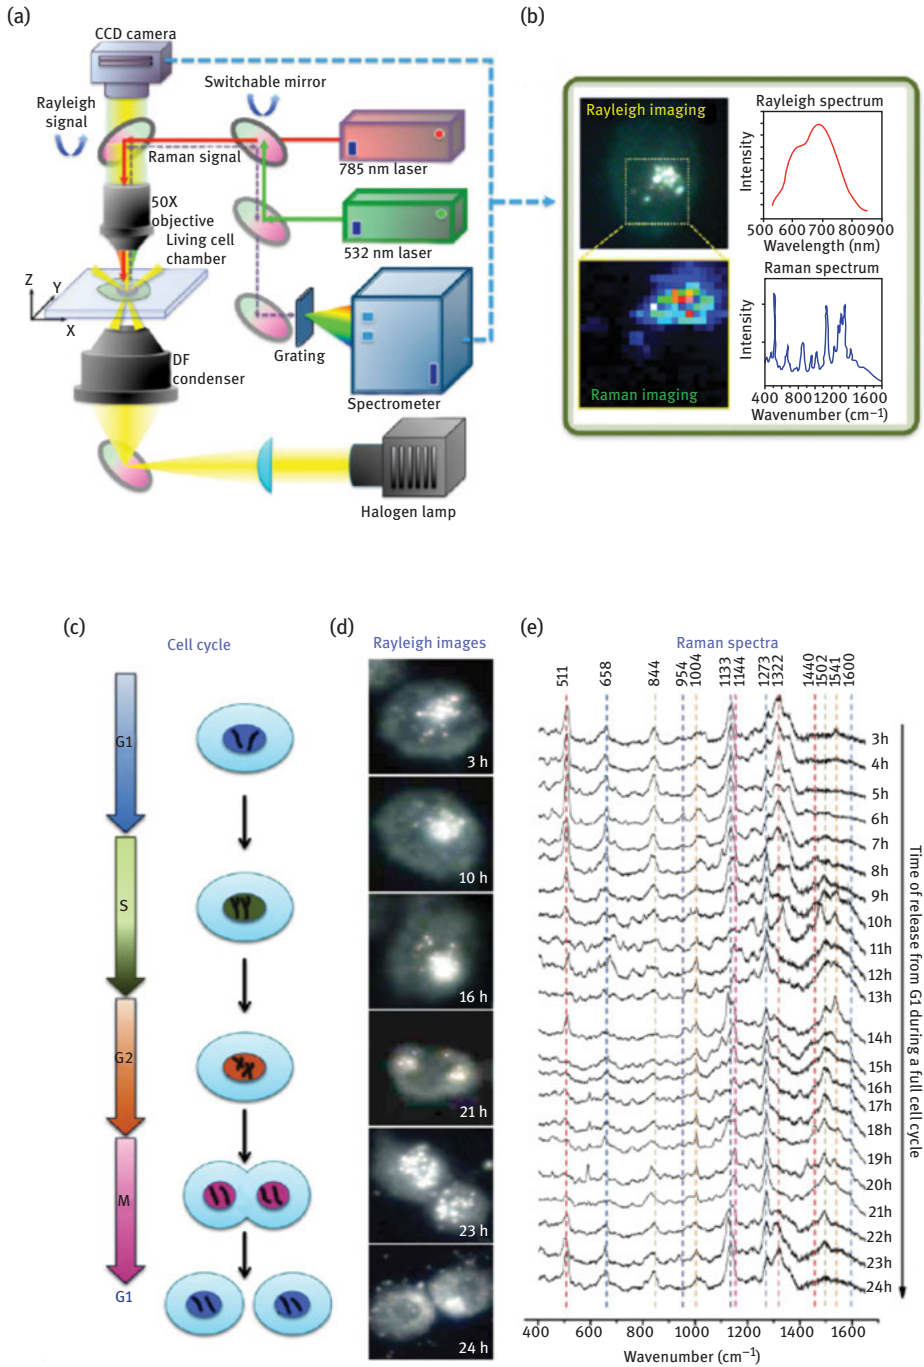 (a)
CCD camera
Rayleigh
signal
Switchable mirror
Raman signal
785 nm laser
50X
objective
Living cell
chamber
532 nm laser
Z
Y
X
DF
condenser
Grating
Spectrometer
Halogen lamp
(b)
Rayleigh imaging
Raman imaging
Rayleigh spectrum
Intensity
500 600 700 800 900
Wavelength (nm)
Raman spectrum
Intensity
400 800 1200 1600
Wavenumber (cm⁻¹)
(c)
Cell cycle
G1
S
G2
M
G1
(d)
Rayleigh images
3 h
10 h
16 h
21 h
23 h
24 h
(e)
Raman spectra
511
658
844
954
1004
1133
1144
1273
1322
1440
1502
1541
1600
3h
4h
5h
6h
7h
8h
9h
10h
11h
12h
13h
14h
15h
16h
17h
18h
19h
20h
21h
22h
23h
24h
Time of release from G1 during a full cell cycle
400 600 800 1000 1200 1400 1600
Wavenumber (cm⁻¹)